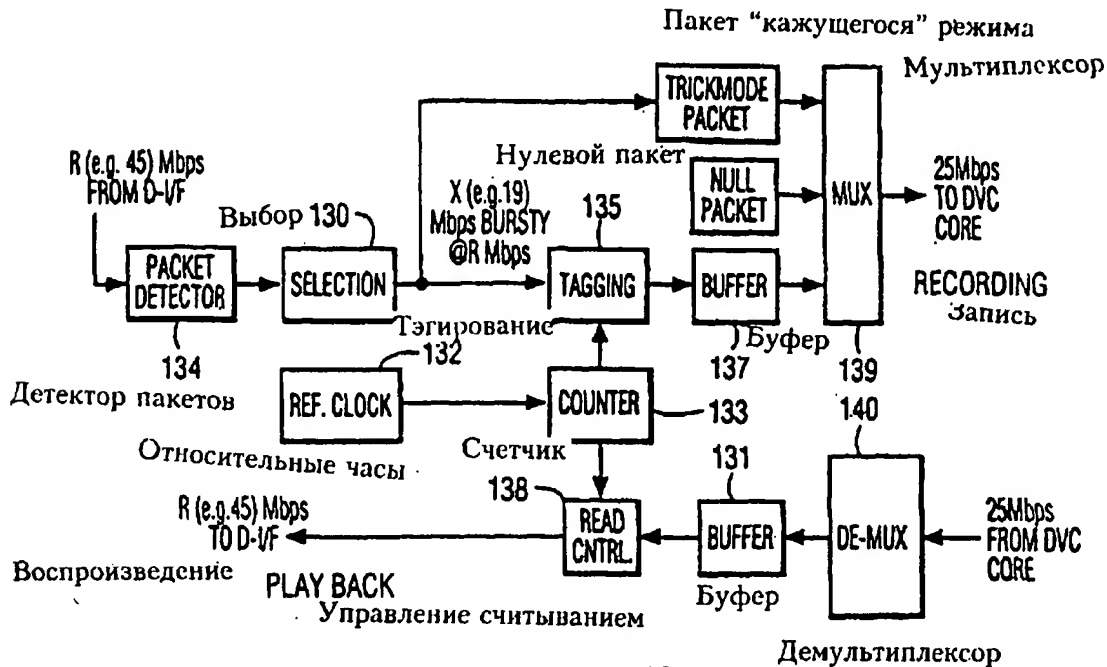 Пакет "кажущегося" режима
Мультиплексор
TRICKMODE
PACKET
Нулевой пакет
NULL
PACKET
MUX
25Mbps
TO DVC
CORE
R (e.g. 45) Mbps
FROM D-I/F
Выбор 130
X (e.g.19)
Mbps BURSTY
@R Mbps
135
PACKET
DETECTOR
SELECTION
TAGGING
BUFFER
RECORDING
Запись
134
Детектор пакетов
Тэгирование
132
137
Буфер
139
REF. CLOCK
COUNTER
133
140
Относительные часы
Счетчик
138
131
R (e.g.45) Mbps
TO D-I/F
READ
CNTRL.
BUFFER
DE-MUX
25Mbps
FROM DVC
CORE
Воспроизведение
PLAY BACK
Управление считыванием
Буфер
Демультиплексор